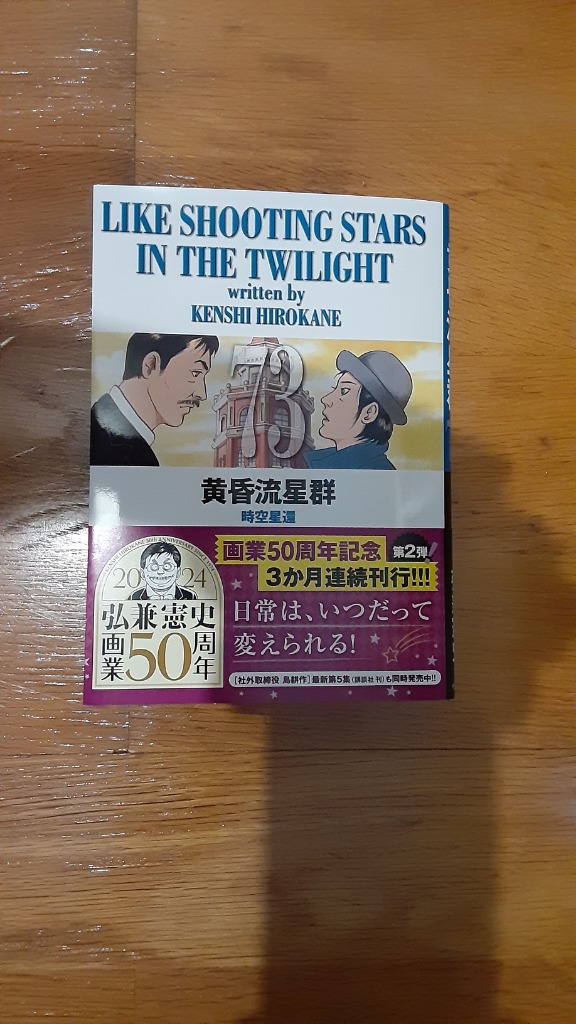 LIKE SHOOTING STARS
IN THE TWILIGHT
written by
KENSHI HIROKANE
73
黄昏流星群
時空星還
画業50周年記念 第2弾!
3か月連続刊行!!!
2024
弘兼憲史
画業50周年
日常は、いつだって
変えられる!
[社外取締役 島耕作]最新第5集(講談社刊)も同時発売中!!